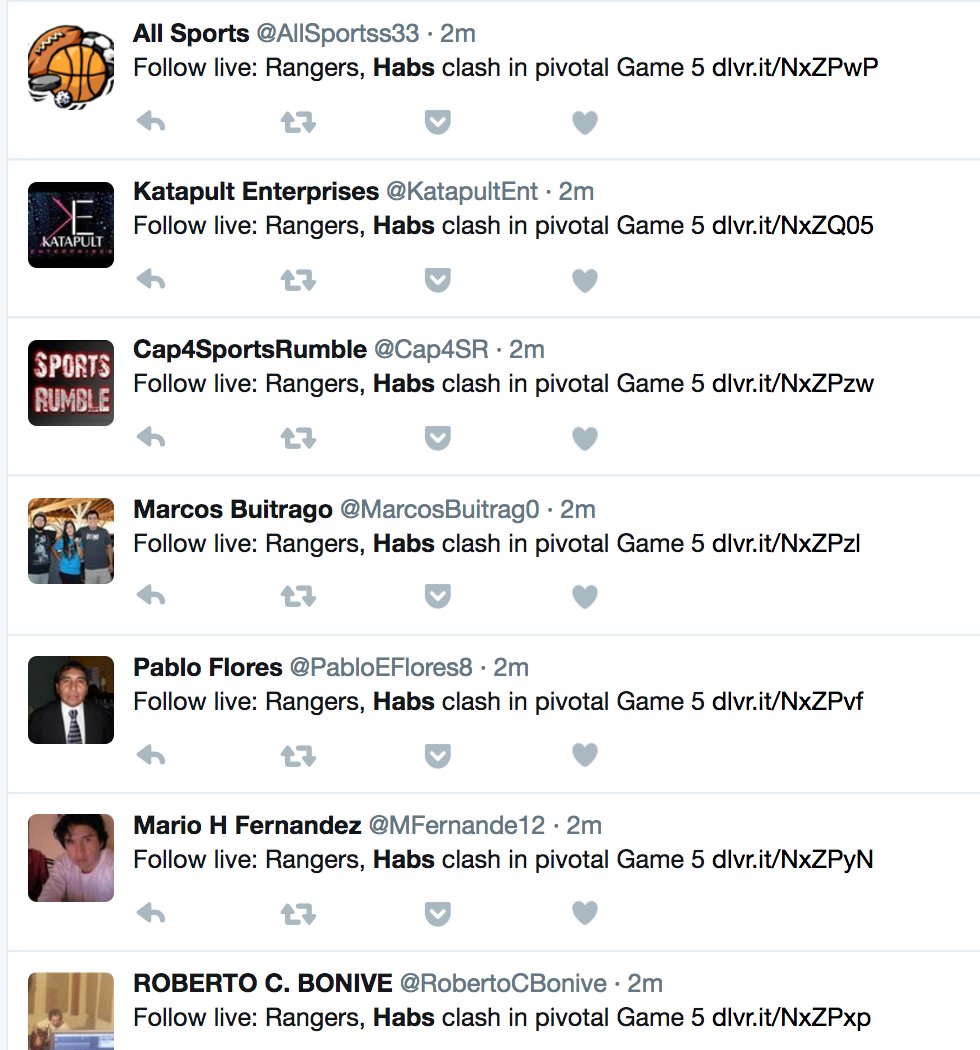 All Sports @AllSportss33 · 2m
Follow live: Rangers, Habs clash in pivotal Game 5 dlvr.it/NxZPwP
Katapult Enterprises @KatapultEnt · 2m
Follow live: Rangers, Habs clash in pivotal Game 5 dlvr.it/NxZQ05
KE
KATAPULT
ENTERPRISES
Cap4SportsRumble @Cap4SR · 2m
Follow live: Rangers, Habs clash in pivotal Game 5 dlvr.it/NxZPzw
SPORTS
RUMBLE
Marcos Buitrago @MarcosBuitrag0 · 2m
Follow live: Rangers, Habs clash in pivotal Game 5 dlvr.it/NxZPzl
Pablo Flores @PabloEFlores8 · 2m
Follow live: Rangers, Habs clash in pivotal Game 5 dlvr.it/NxZPvf
Mario H Fernandez @MFernande12 · 2m
Follow live: Rangers, Habs clash in pivotal Game 5 dlvr.it/NxZPyN
ROBERTO C. BONIVE @RobertoCBonive · 2m
Follow live: Rangers, Habs clash in pivotal Game 5 dlvr.it/NxZPxp